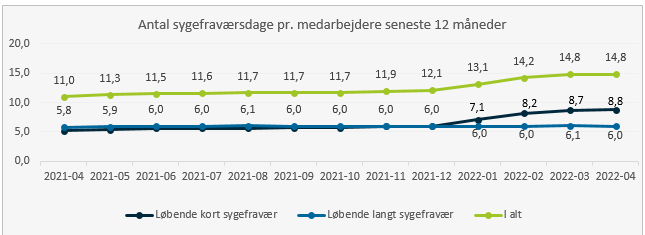 Antal sygefraværsdage pr. medarbejdere seneste 12 måneder
20,0
15,0
10,0
5,0
0,0
11,0 11,3 11,5 11,6 11,7 11,7 11,7 11,9 12,1 13,1 14,2 14,8 14,8
5,8 5,9 6,0 6,0 6,1 6,0 6,0 6,0 6,0 7,1 8,2 8,7 8,8
6,0 6,0 6,1 6,0
2021-04 2021-05 2021-06 2021-07 2021-08 2021-09 2021-10 2021-11 2021-12 2022-01 2022-02 2022-03 2022-04
Løbende kort sygefravær Løbende langt sygefravær I alt